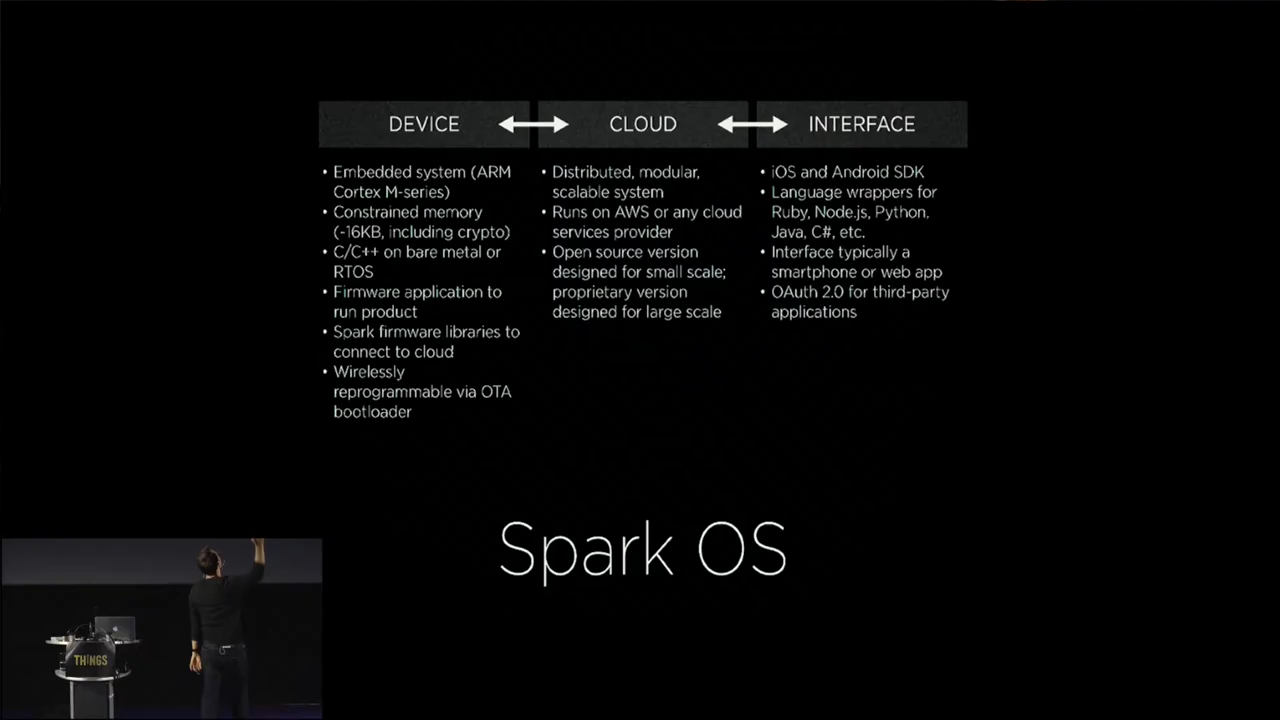 DEVICE
CLOUD
INTERFACE
• Embedded system (ARM
Cortex M-series)
• Constrained memory
(~16KB, including crypto)
• C/C++ on bare metal or
RTOS
• Firmware application to
run product
• Spark firmware libraries to
connect to cloud
• Wirelessly
reprogrammable via OTA
bootloader
• Distributed, modular,
scalable system
• Runs on AWS or any cloud
services provider
• Open source version
designed for small scale;
proprietary version
designed for large scale
• iOS and Android SDK
• Language wrappers for
Ruby, Node.js, Python,
Java, C#, etc.
• Interface typically a
smartphone or web app
• OAuth 2.0 for third-party
applications
Spark OS
THINGS